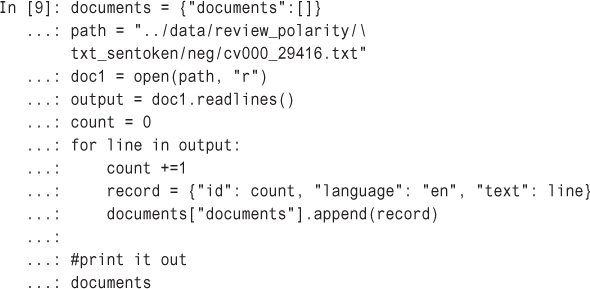 In [9]: documents = {"documents":[]}
...: path = "../data/review_polarity/\
txt_sentoken/neg/cv000_29416.txt"
...: doc1 = open(path, "r")
...: output = doc1.readlines()
...: count = 0
...: for line in output:
...:     count +=1
...:     record = {"id": count, "language": "en", "text": line}
...:     documents["documents"].append(record)
...:
...: #print it out
...: documents